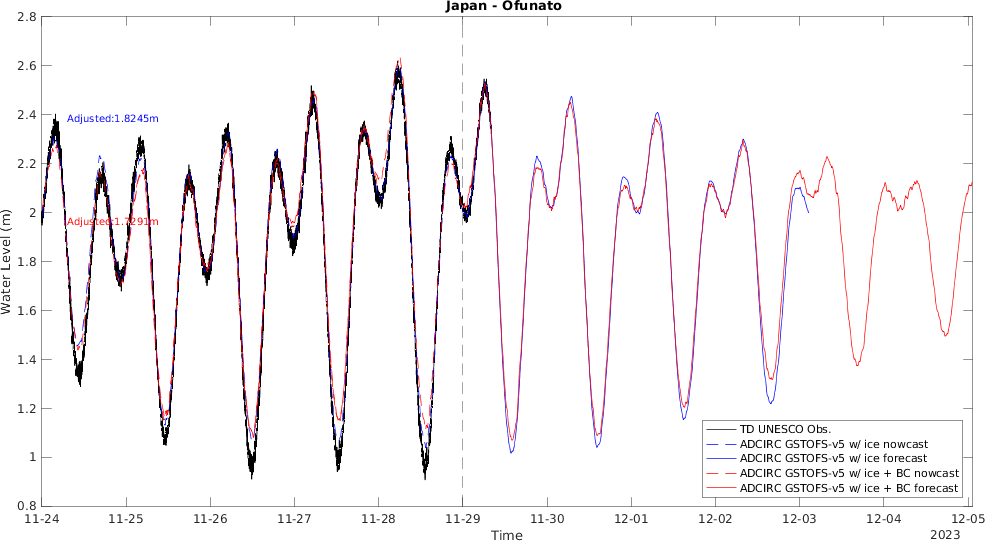 Japan - Ofunato
2.8
2.6
2.4
2.2
2
1.8
1.6
1.4
1.2
1
0.8
Water Level (m)
Adjusted:1.8245m
Adjusted:1.7291m
TD UNESCO Obs.
ADCIRC GSTOFS-v5 w/ ice nowcast
ADCIRC GSTOFS-v5 w/ ice forecast
ADCIRC GSTOFS-v5 w/ ice + BC nowcast
ADCIRC GSTOFS-v5 w/ ice + BC forecast
11-24 11-25 11-26 11-27 11-28 11-29 11-30 12-01 12-02 12-03 12-04 12-05
Time
2023